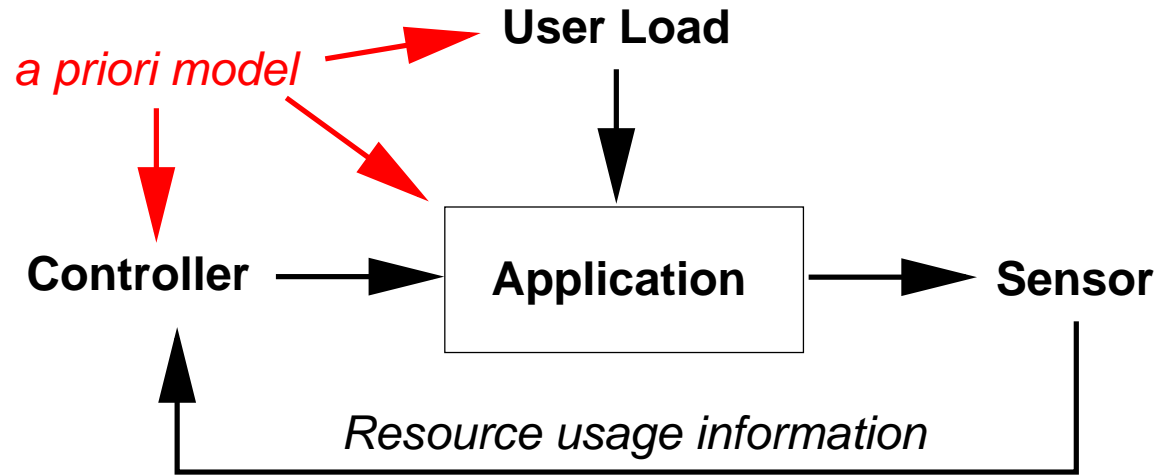 User Load
a priori model
Controller
Application
Sensor
Resource usage information